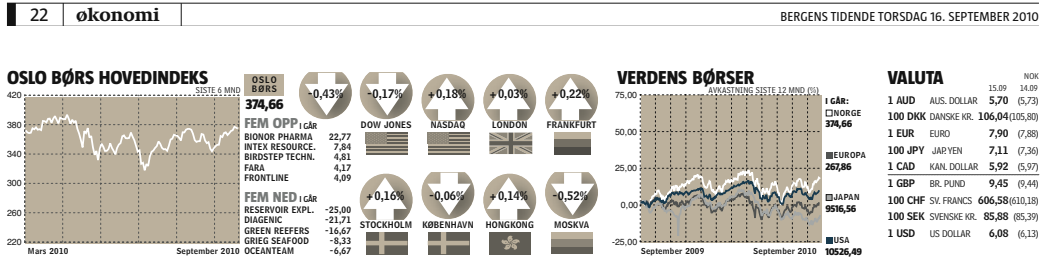 22 økonomi BERGENS TIDENDE TORSDAG 16. SEPTEMBER 2010
OSLO BØRS HOVEDINDEKS
SISTE 6 MND
420
380
340
300
260
220
Mars 2010 September 2010
OSLO
BØRS
374,66
-0,43%
FEM OPP I GÅR
BIONOR PHARMA 22,77
INTEX RESOURCE. 7,84
BIRDSTEP TECHN. 4,81
FARA 4,17
FRONTLINE 4,09
FEM NED I GÅR
RESERVOIR EXPL. -25,00
DIAGENIC -21,71
GREEN REEFERS -16,67
GRIEG SEAFOOD -8,33
OCEANTEAM -6,67
-0,17% +0,18% +0,03% +0,22%
DOW JONES NASDAQ LONDON FRANKFURT
+0,16% -0,06% +0,14% -0,52%
STOCKHOLM KØBENHAVN HONGKONG MOSKVA
VERDENS BØRSER
AVKASTNING SISTE 12 MND (%)
75,00
50,00
25,00
0,00
-25,00
September 2009 September 2010
I GÅR:
NORGE
374,66
EUROPA
267,86
JAPAN
9516,56
USA
10526,49
VALUTA
NOK
15.09 14.09
1 AUD AUS. DOLLAR 5,70 (5,73)
100 DKK DANSKE KR. 106,04 (105,80)
1 EUR EURO 7,90 (7,88)
100 JPY JAP.YEN 7,11 (7,36)
1 CAD KAN. DOLLAR 5,92 (5,97)
1 GBP BR. PUND 9,45 (9,44)
100 CHF SV. FRANCS 606,58 (610,18)
100 SEK SVENSKE KR. 85,88 (85,39)
1 USD US DOLLAR 6,08 (6,13)